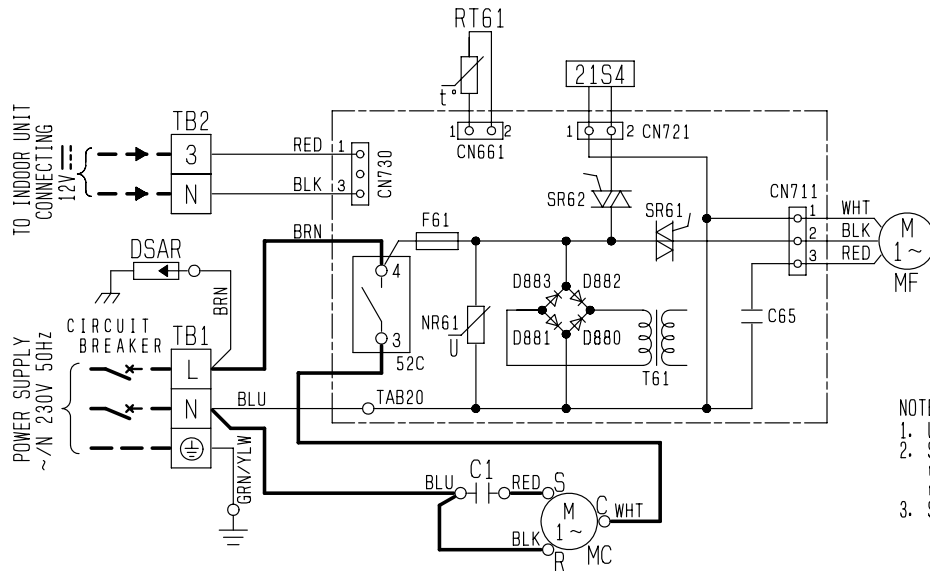 RT61
t°
1 2
CN661
21S4
1 2 CN721
TO INDOOR UNIT
CONNECTING
12V
TB2
3
N
RED
BLK
1
3
CN730
BRN
F61
SR62
SR61
CN711
1
2
3
WHT
BLK
RED
M
1~
MF
DSAR
BRN
4
3
52C
NR61
U
D883
D882
D881
D880
T61
C65
CIRCUIT
BREAKER
TB1
L
N
POWER SUPPLY
~/N 230V 50Hz
BLU
TAB20
GRN/YLW
BLU
C1
RED
S
M
1~
C
WHT
BLK
R
MC
NOTE
1. U
2. S
3. S